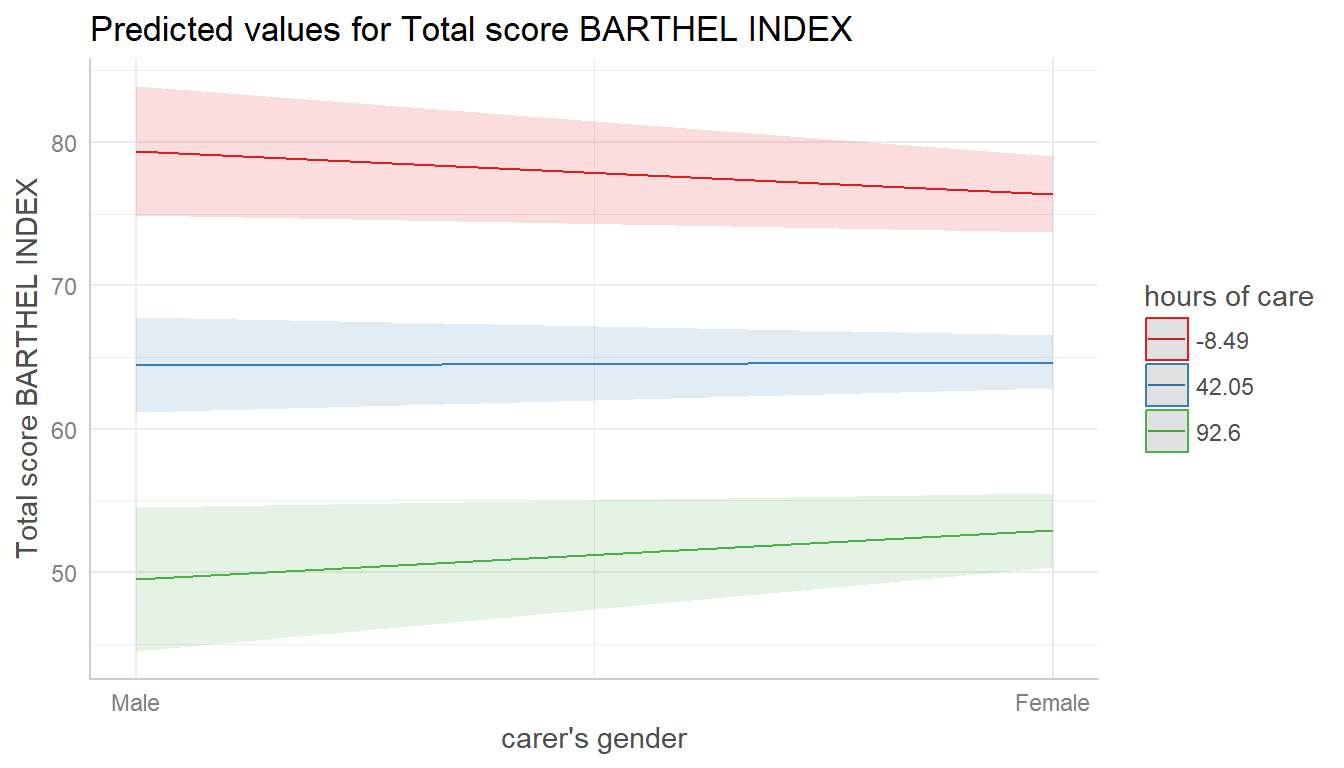 Predicted values for Total score BARTHEL INDEX
Total score BARTHEL INDEX
80
70
60
50
Male
Female
carer's gender
hours of care
-8.49
42.05
92.6